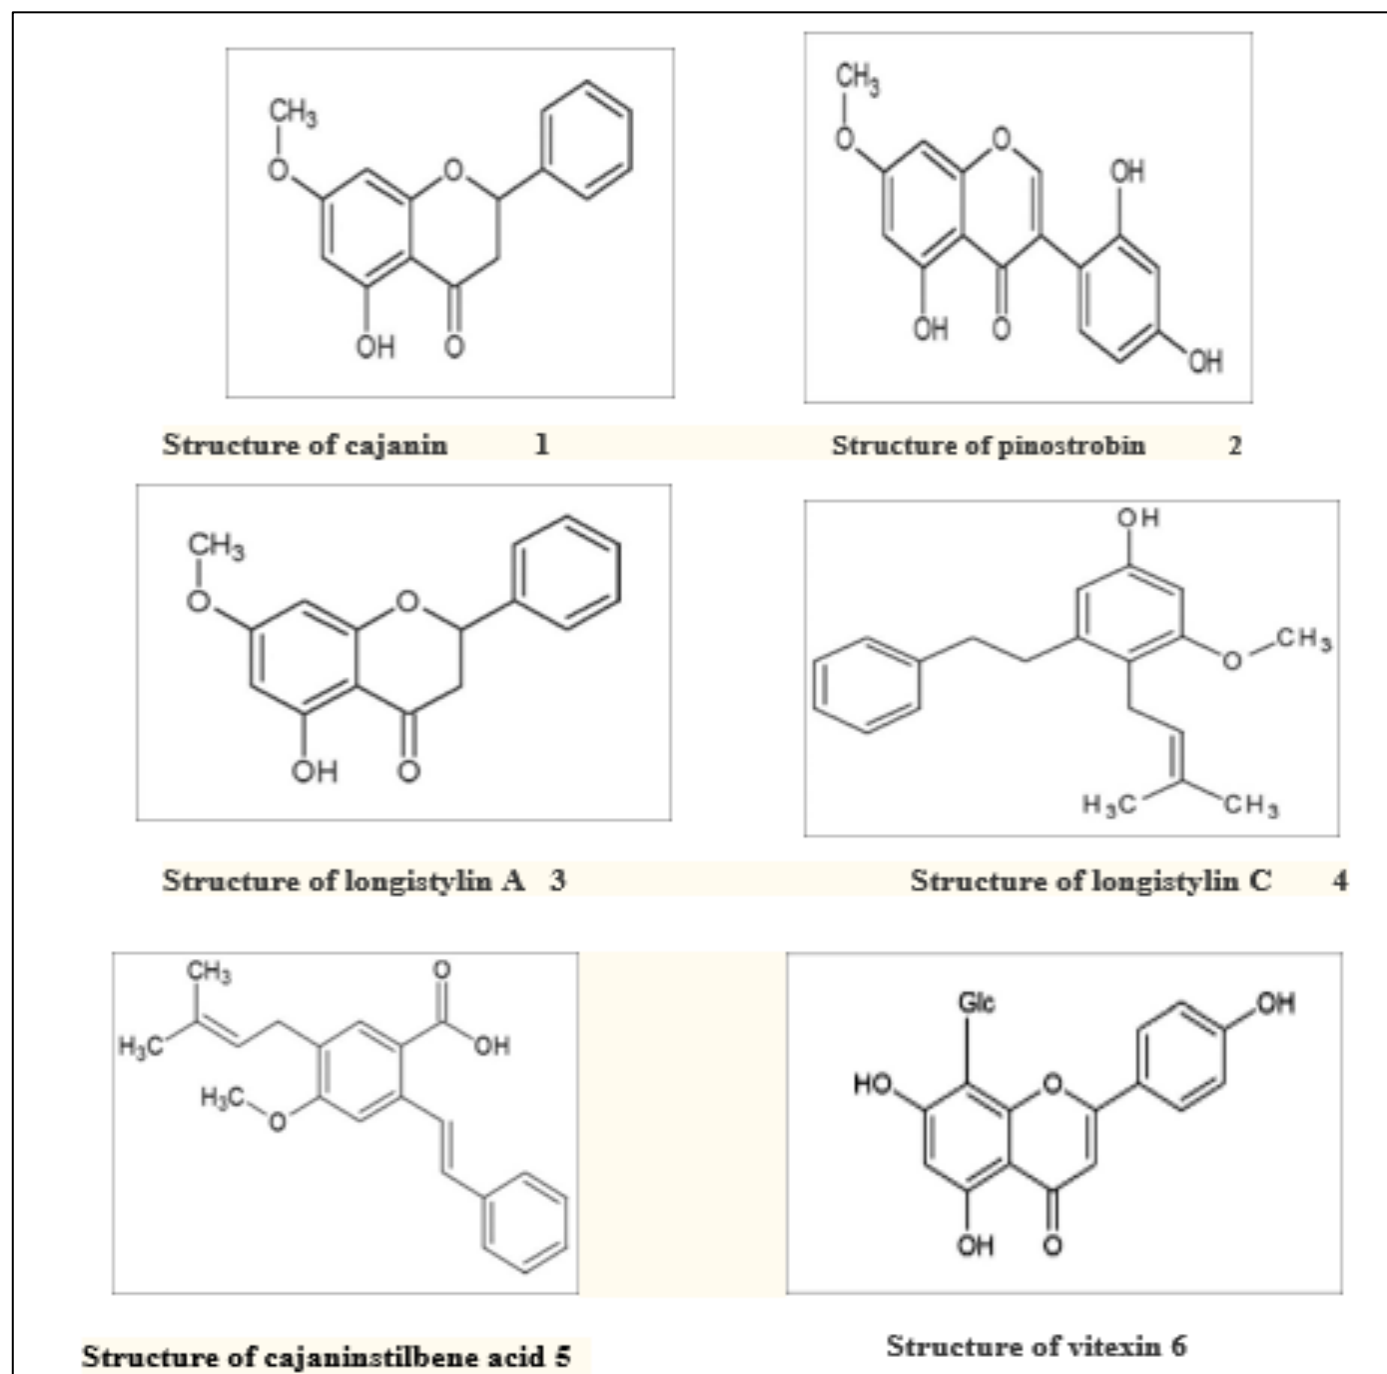 CH3
O
O
OH
O
CH3
O
O
OH
OH
O
OH
Structure of cajanin 1
Structure of pinostrobin 2
CH3
O
O
OH
O
OH
O
CH3
H3C
CH3
Structure of longistylin A 3
Structure of longistylin C 4
CH3
H3C
O
OH
H3C
O
Glc
OH
HO
O
OH
O
Structure of cajaninstilbene acid 5
Structure of vitexin 6